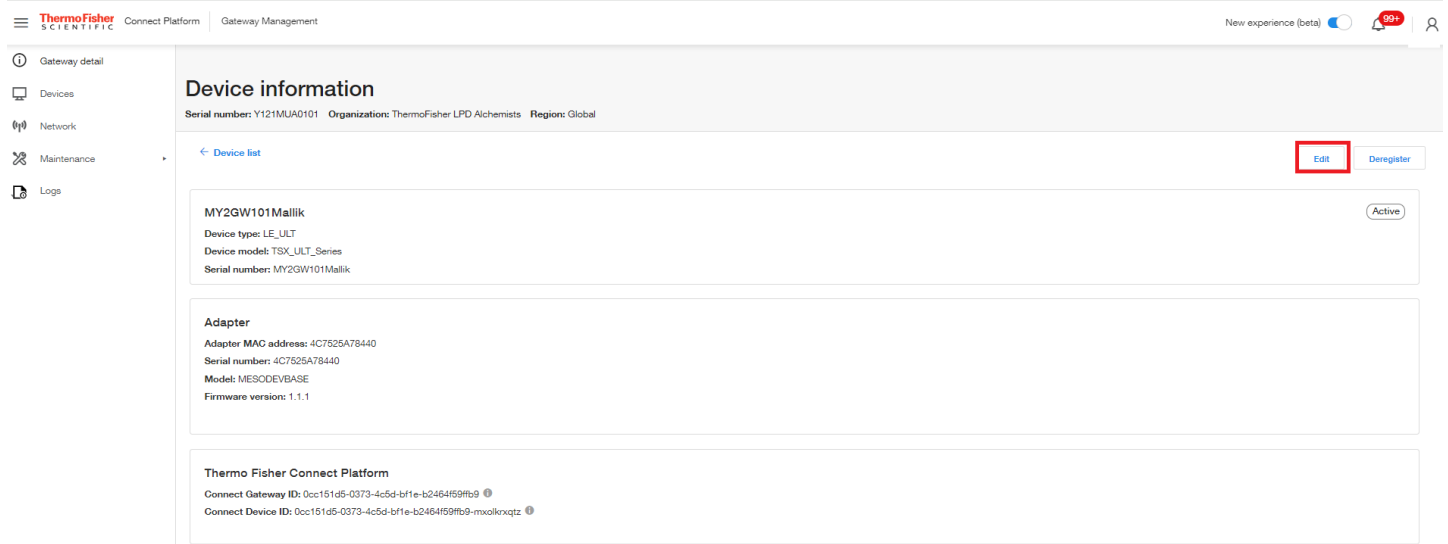 ThermoFisher SCIENTIFIC Connect Platform Gateway Management New experience (beta) 99+
Gateway detail
Devices
Network
Maintenance
Logs
Device information
Serial number: Y121MUA0101 Organization: ThermoFisher LPD Alchemists Region: Global
← Device list Edit Deregister
MY2GW101Mallik Active
Device type: LE_ULT
Device model: TSX_ULT_Series
Serial number: MY2GW101Mallik
Adapter
Adapter MAC address: 4C7525A78440
Serial number: 4C7525A78440
Model: MESODEVBASE
Firmware version: 1.1.1
Thermo Fisher Connect Platform
Connect Gateway ID: 0cc151d5-0373-4c5d-bf1e-b2464f59ffb9
Connect Device ID: 0cc151d5-0373-4c5d-bf1e-b2464f59ffb9-mxolkrxqtz